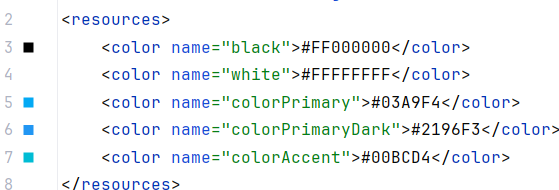 2 <resources>
3 <color name="black">#FF000000</color>
4 <color name="white">#FFFFFFFF</color>
5 <color name="colorPrimary">#03A9F4</color>
6 <color name="colorPrimaryDark">#2196F3</color>
7 <color name="colorAccent">#00BCD4</color>
8 </resources>